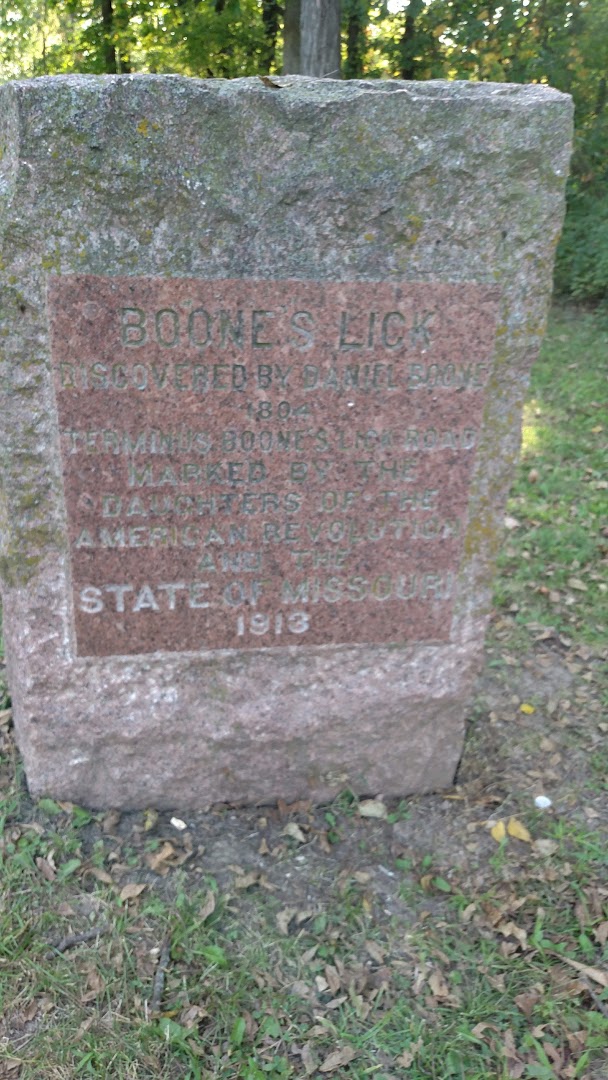 BOONE'S LICK
DISCOVERED BY DANIEL BOONE
1804
TERMINUS BOONE'S LICK ROAD
MARKED BY THE
DAUGHTERS OF THE
AMERICAN REVOLUTION
AND THE
STATE OF MISSOURI
1913